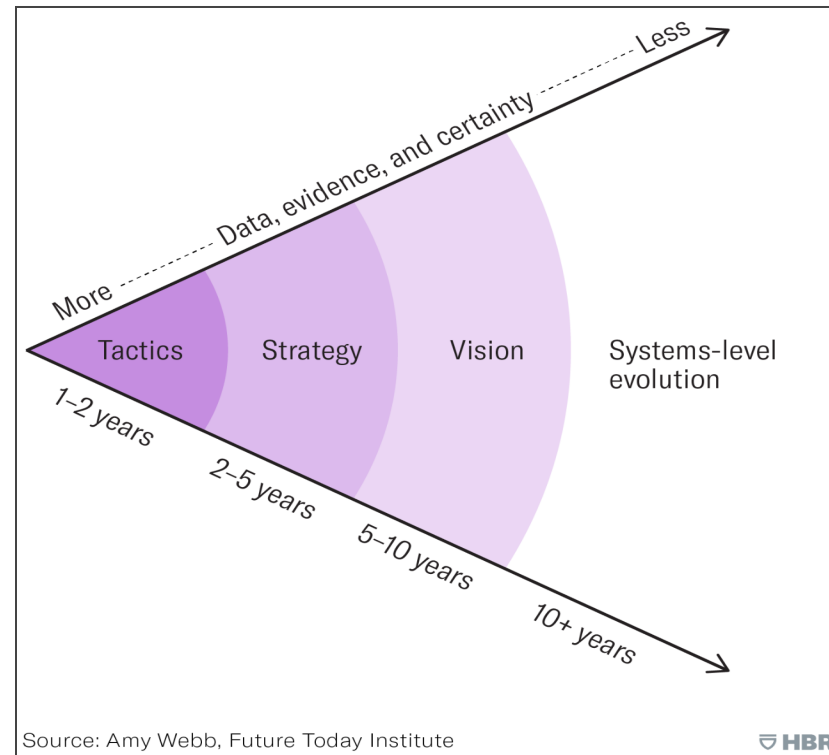 More
Data, evidence, and certainty
Less
Tactics
Strategy
Vision
Systems-level
evolution
1–2 years
2–5 years
5–10 years
10+ years
Source: Amy Webb, Future Today Institute
HBR